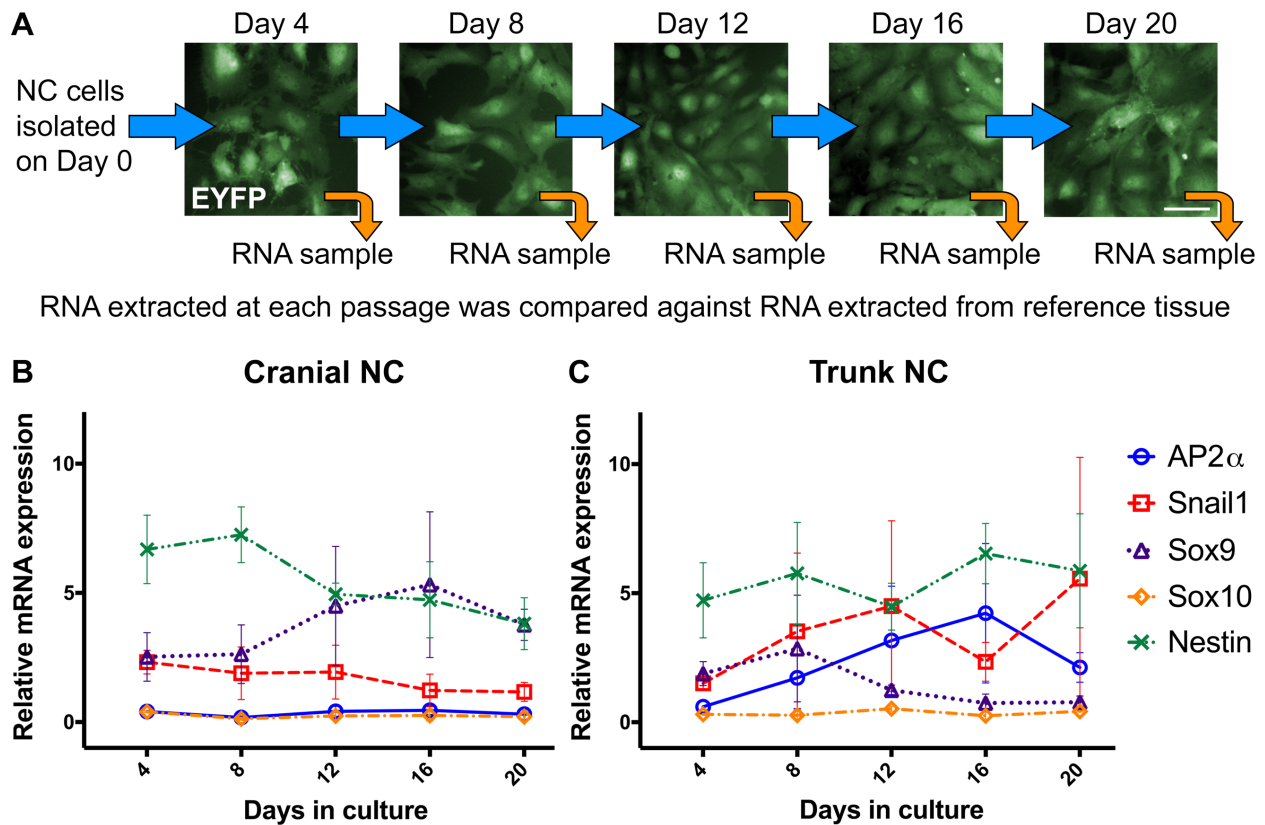 A
Day 4 Day 8 Day 12 Day 16 Day 20
NC cells
isolated
on Day 0
EYFP
RNA sample RNA sample RNA sample RNA sample RNA sample
RNA extracted at each passage was compared against RNA extracted from reference tissue
B
Cranial NC
Relative mRNA expression
10
5
0
4 8 12 16 20
Days in culture
C
Trunk NC
Relative mRNA expression
10
5
0
4 8 12 16 20
Days in culture
AP2α
Snail1
Sox9
Sox10
Nestin